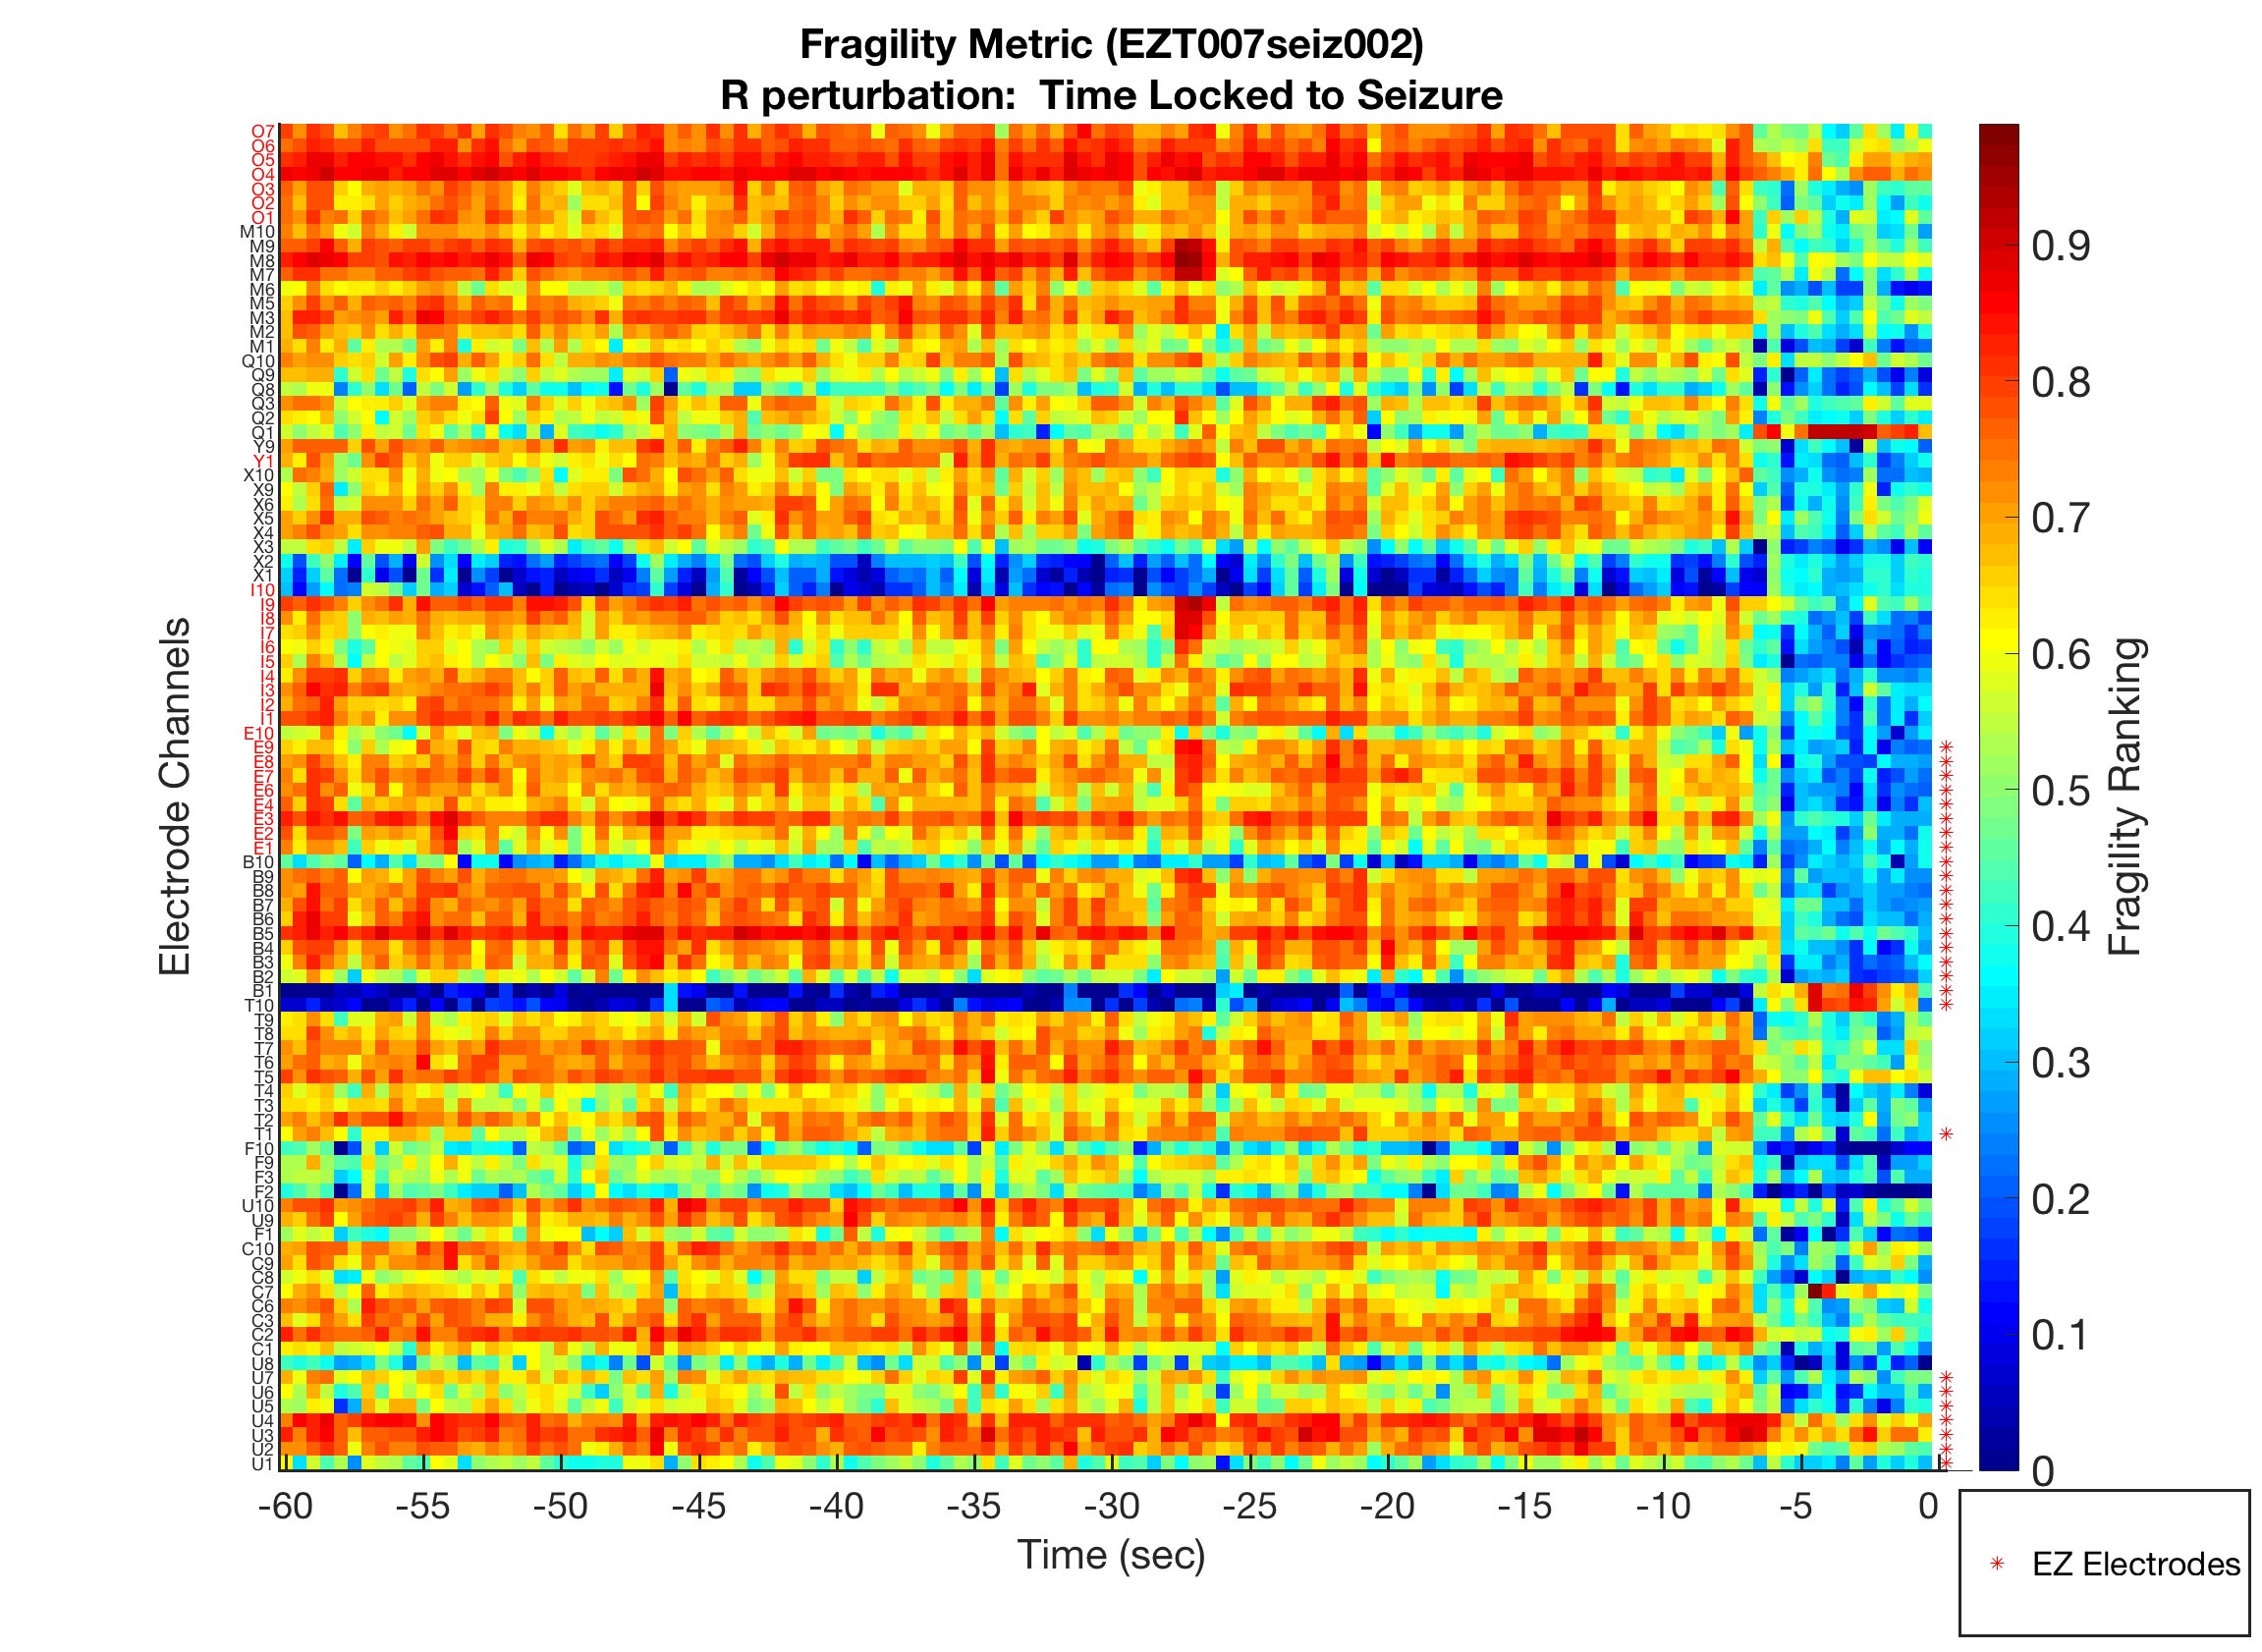 Fragility Metric (EZT007seiz002)
R perturbation:  Time Locked to Seizure
O7
O6
O5
O4
O3
O2
O1
M10
M9
M8
M7
M6
M5
M3
M2
M1
Q10
Q9
Q8
Q3
Q2
Q1
Y9
Y1
X10
X9
X6
X5
X4
X3
X2
X1
I10
I9
I8
I7
I6
I5
I4
I3
I2
I1
E10
E9
E8
E7
E6
E4
E3
E2
E1
B10
B9
B8
B7
B6
B5
B4
B3
B2
B1
T10
T9
T8
T7
T6
T5
T4
T3
T2
T1
F10
F9
F3
F2
U10
U9
F1
C10
C9
C8
C7
C6
C3
C2
C1
U8
U7
U6
U5
U4
U3
U2
U1
Electrode Channels
-60 -55 -50 -45 -40 -35 -30 -25 -20 -15 -10 -5 0
Time (sec)
0.9
0.8
0.7
0.6
0.5
0.4
0.3
0.2
0.1
0
Fragility Ranking
EZ Electrodes